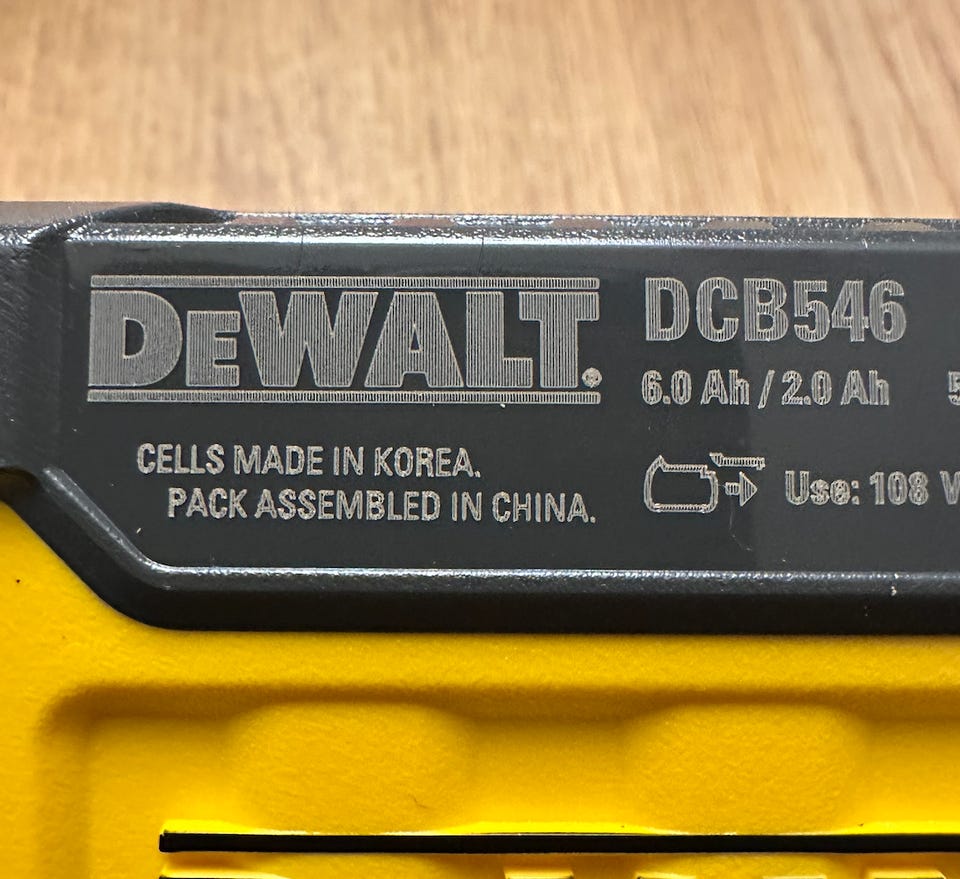 DEWALT®
DCB546
6.0 Ah / 2.0 Ah
CELLS MADE IN KOREA.
PACK ASSEMBLED IN CHINA.
Use: 108